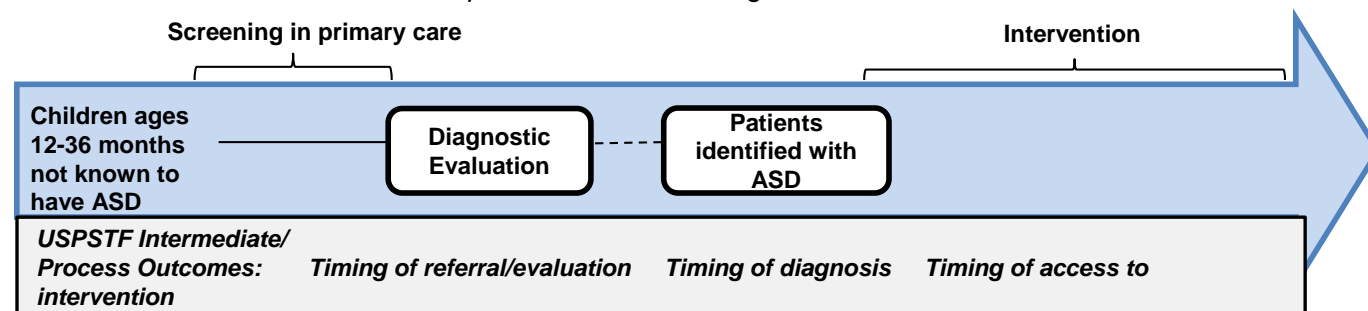 Screening in primary care
Intervention
Children ages
12-36 months
not known to
have ASD
Diagnostic
Evaluation
Patients
identified with
ASD
USPSTF Intermediate/
Process Outcomes: Timing of referral/evaluation Timing of diagnosis Timing of access to
intervention